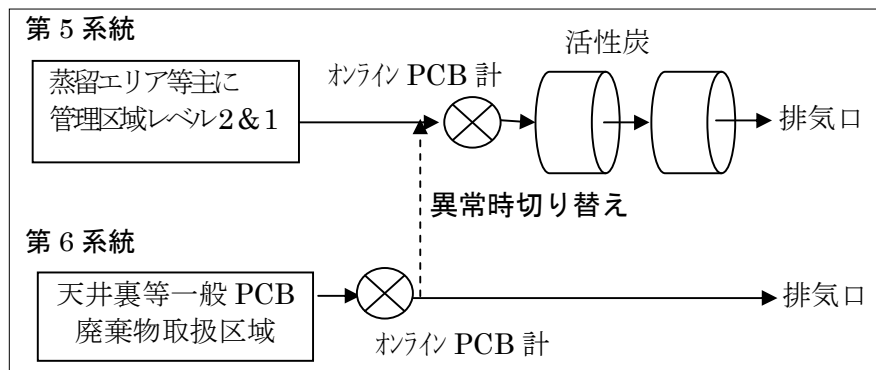 第5系統
活性炭
オンライン PCB 計
蒸留エリア等主に
管理区域レベル2&1
排気口
異常時切り替え
第6系統
天井裏等一般 PCB
廃棄物取扱区域
排気口
オンライン PCB 計